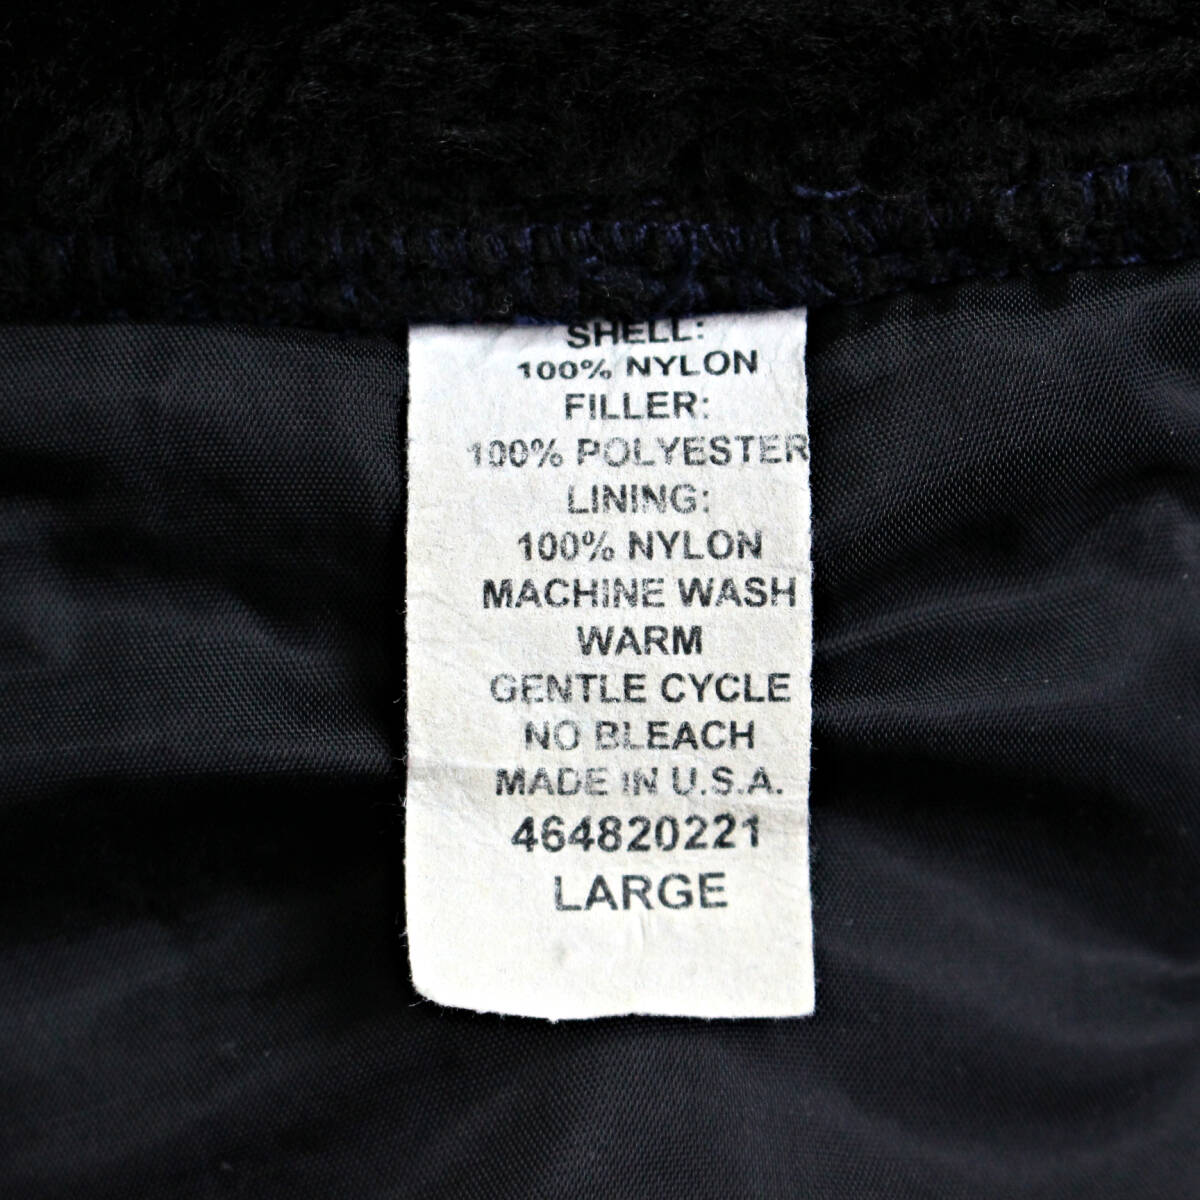 SHELL:
100% NYLON
FILLER:
100% POLYESTER
LINING:
100% NYLON
MACHINE WASH
WARM
GENTLE CYCLE
NO BLEACH
MADE IN U.S.A.
464820221
LARGE